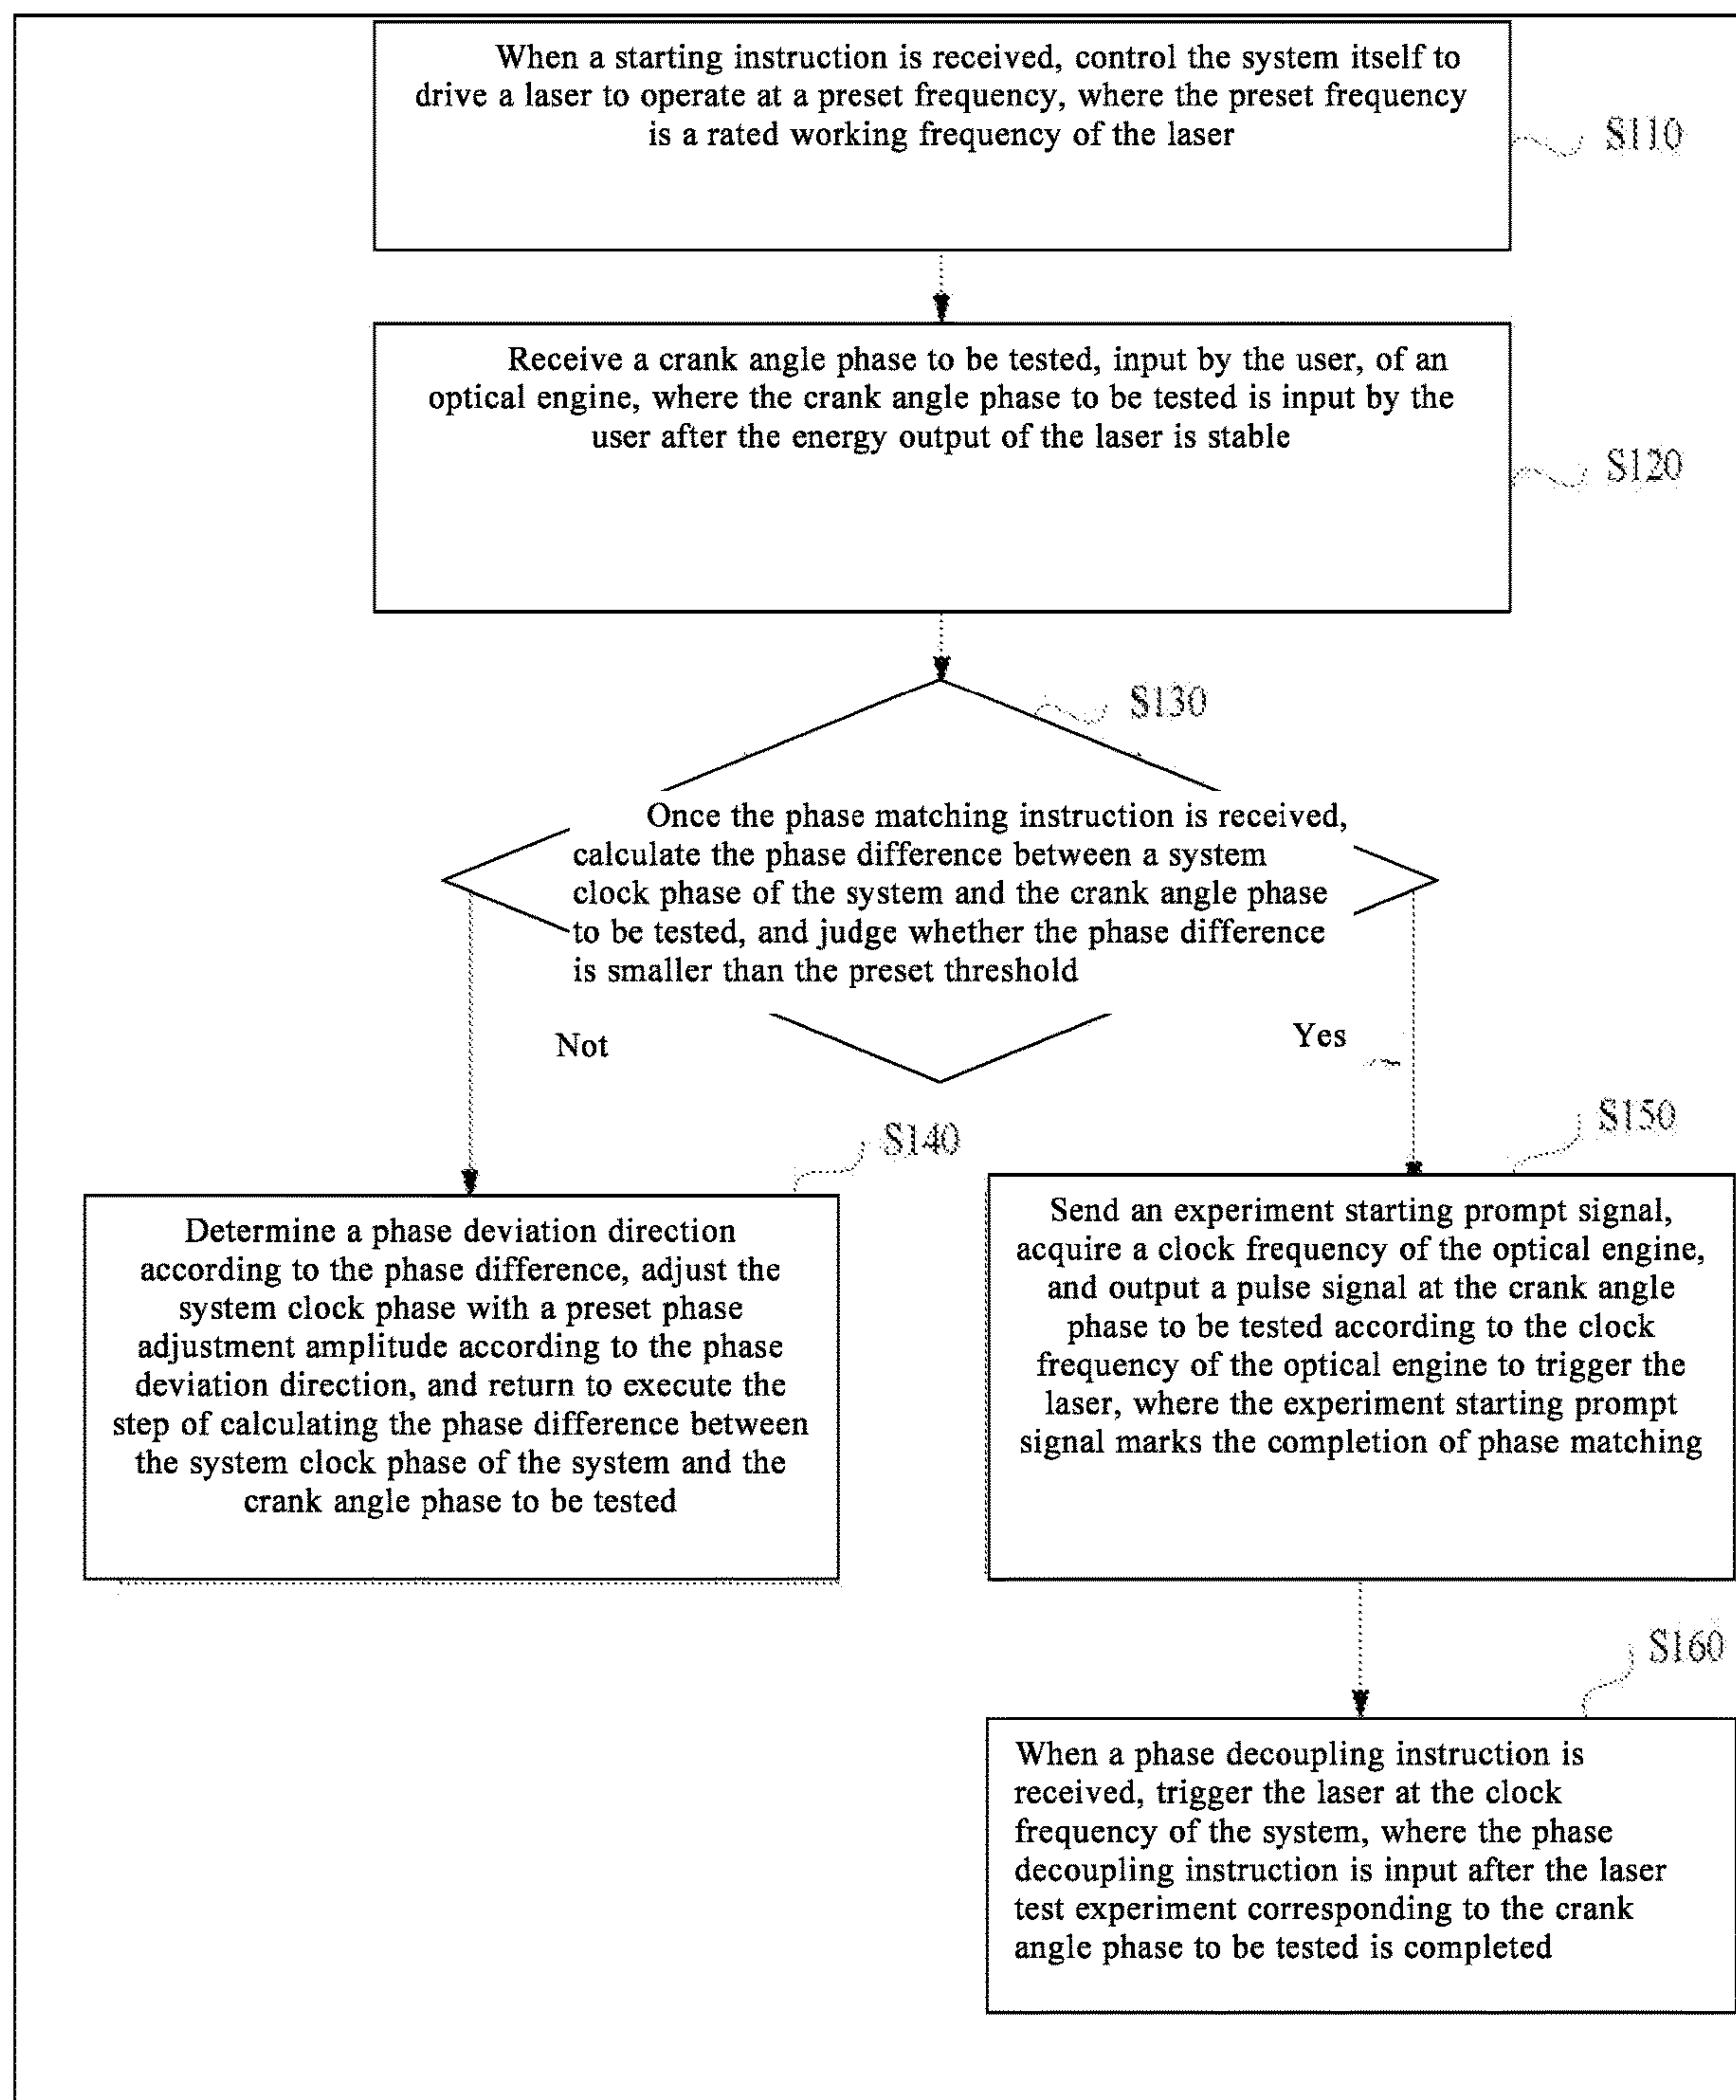 When a starting instruction is received, control the system itself to
drive a laser to operate at a preset frequency, where the preset frequency
is a rated working frequency of the laser
S110
Receive a crank angle phase to be tested, input by the user, of an
optical engine, where the crank angle phase to be tested is input by the
user after the energy output of the laser is stable
S120
S130
Once the phase matching instruction is received,
calculate the phase difference between a system
clock phase of the system and the crank angle phase
to be tested, and judge whether the phase difference
is smaller than the preset threshold
Not
Yes
S140
Determine a phase deviation direction
according to the phase difference, adjust the
system clock phase with a preset phase
adjustment amplitude according to the phase
deviation direction, and return to execute the
step of calculating the phase difference between
the system clock phase of the system and the
crank angle phase to be tested
S150
Send an experiment starting prompt signal,
acquire a clock frequency of the optical engine,
and output a pulse signal at the crank angle
phase to be tested according to the clock
frequency of the optical engine to trigger the
laser, where the experiment starting prompt
signal marks the completion of phase matching
S160
When a phase decoupling instruction is
received, trigger the laser at the clock
frequency of the system, where the phase
decoupling instruction is input after the laser
test experiment corresponding to the crank
angle phase to be tested is completed